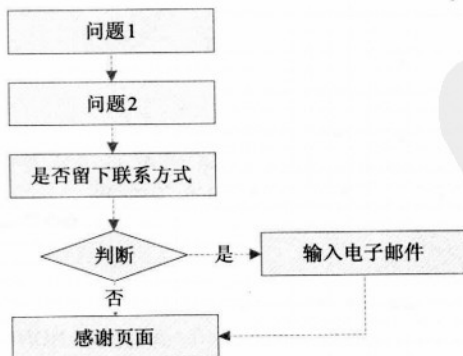 问题1
问题2
是否留下联系方式
判断
是
输入电子邮件
否
感谢页面